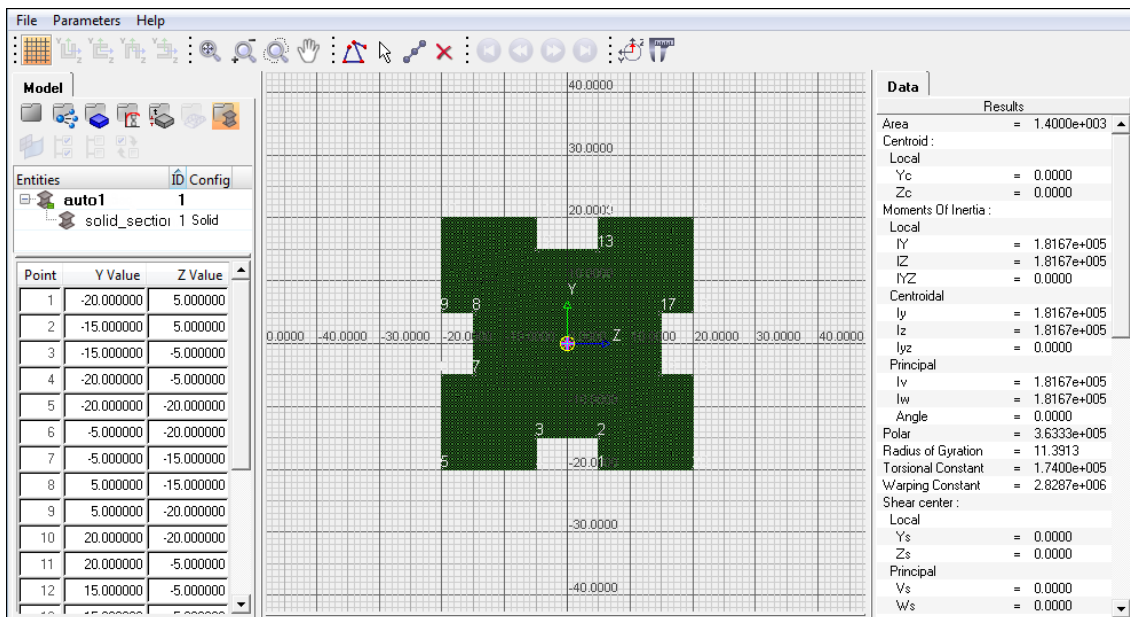 File Parameters Help
Model
Entities ID Config
auto1 1
solid_section 1 Solid
Point Y Value Z Value
1 -20.000000 5.000000
2 -15.000000 5.000000
3 -15.000000 -5.000000
4 -20.000000 -5.000000
5 -20.000000 -20.000000
6 -5.000000 -20.000000
7 -5.000000 -15.000000
8 5.000000 -15.000000
9 5.000000 -20.000000
10 20.000000 -20.000000
11 20.000000 -5.000000
12 15.000000 -5.000000
40.0000
30.0000
20.0000
13
Y
9 8 17
0.0000 -30.0000 -20.00 Z 20.0000 30.0000 40.0000
7
3 2
5 -20.0 1
-30.0000
-40.0000
Data
Results
Area = 1.4000e+003
Centroid :
Local
Yc = 0.0000
Zc = 0.0000
Moments Of Inertia :
Local
IY = 1.8167e+005
IZ = 1.8167e+005
IYZ = 0.0000
Centroidal
Iy = 1.8167e+005
Iz = 1.8167e+005
Iyz = 0.0000
Principal
Iv = 1.8167e+005
Iw = 1.8167e+005
Angle = 0.0000
Polar = 3.6333e+005
Radius of Gyration = 11.3913
Torsional Constant = 1.7400e+005
Warping Constant = 2.8287e+006
Shear center :
Local
Ys = 0.0000
Zs = 0.0000
Principal
Vs = 0.0000
Ws = 0.0000